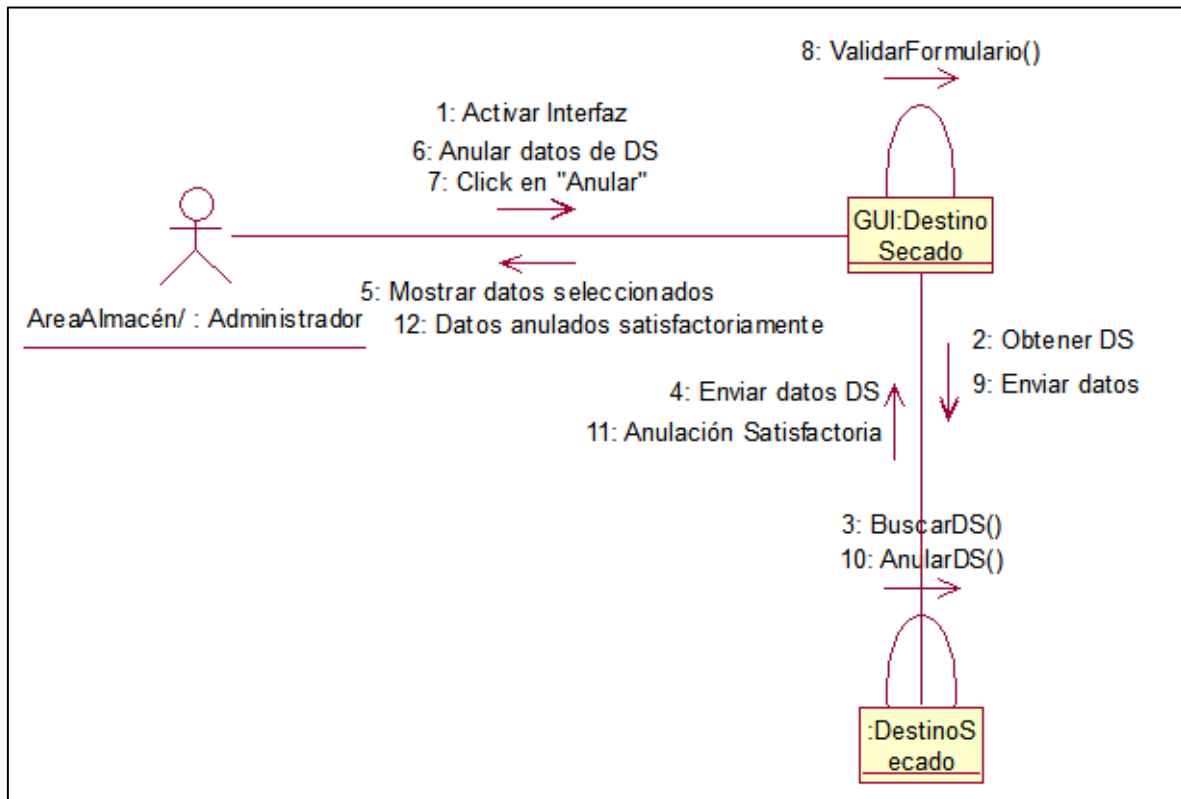 8: ValidarFormulario()
1: Activar Interfaz
6: Anular datos de DS
7: Click en "Anular"
GUI:Destino
Secado
AreaAlmacén/ : Administrador
5: Mostrar datos seleccionados
12: Datos anulados satisfactoriamente
2: Obtener DS
9: Enviar datos
4: Enviar datos DS
11: Anulación Satisfactoria
3: BuscarDS()
10: AnularDS()
:DestinoS
ecado